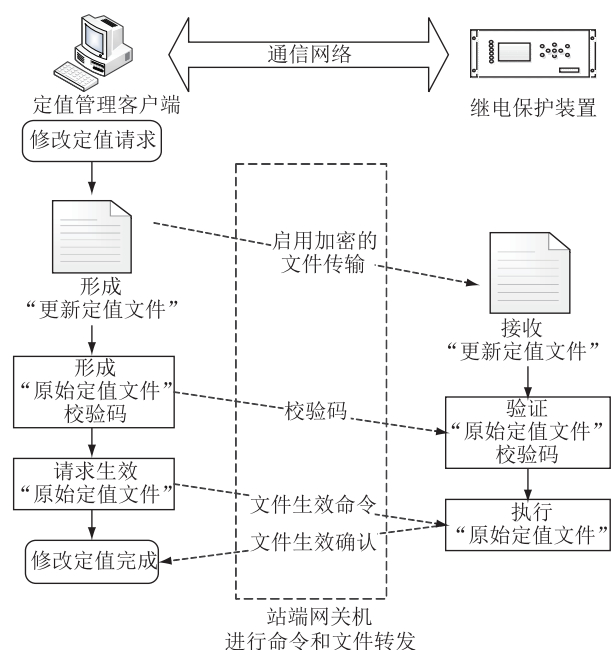 通信网络
定值管理客户端
继电保护装置
修改定值请求
启用加密的
文件传输
形成
“更新定值文件”
接收
“更新定值文件”
形成
“原始定值文件”
校验码
校验码
验证
“原始定值文件”
校验码
请求生效
“原始定值文件”
文件生效命令
执行
“原始定值文件”
文件生效确认
修改定值完成
站端网关机
进行命令和文件转发